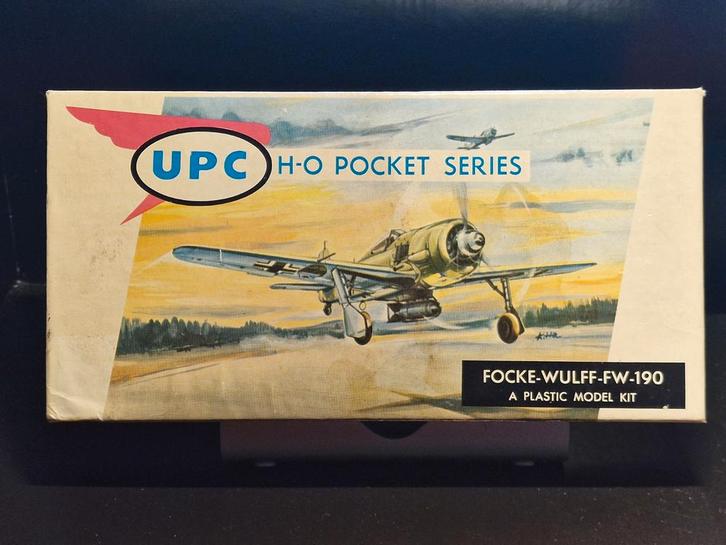 UPC
H-O POCKET SERIES
FOCKE-WULFF-FW-190
A PLASTIC MODEL KIT